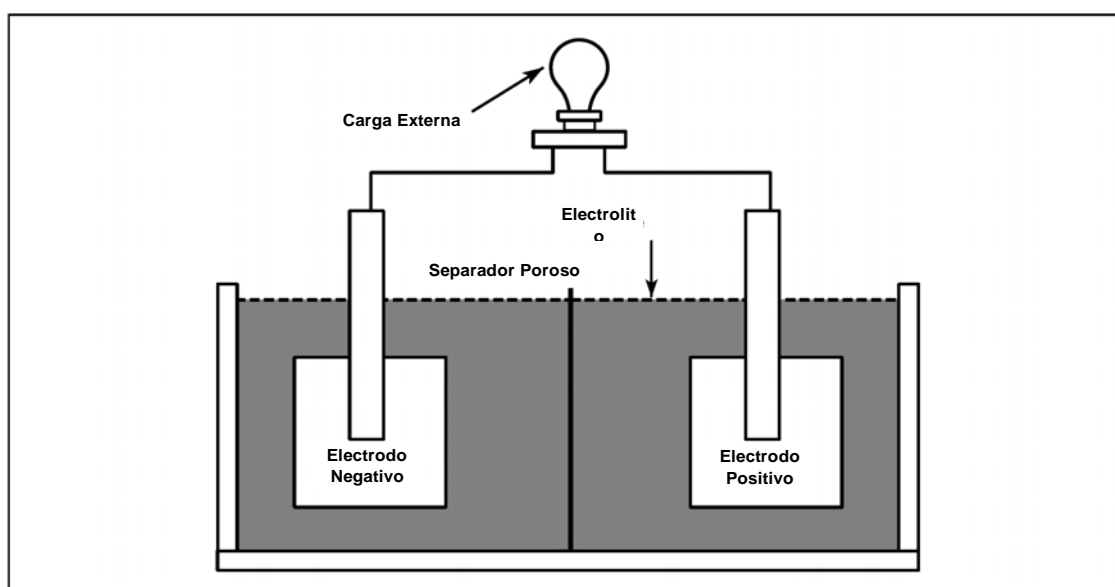 Carga Externa
Electrolit
o
Separador Poroso
Electrodo
Negativo
Electrodo
Positivo